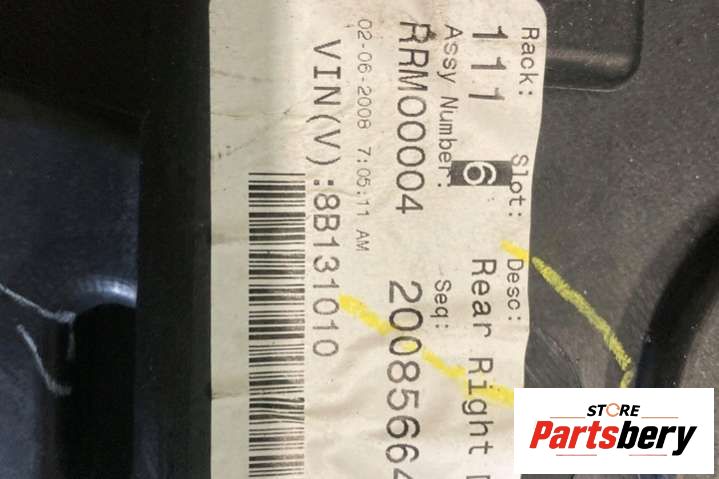 Rack: Slot: Desc:
111 6 Rear Right
Assy Number: Seq:
RRM00004 20085664
02-06-2008 7:05:11 AM
VIN(V):8B131010
STORE
Partsbery